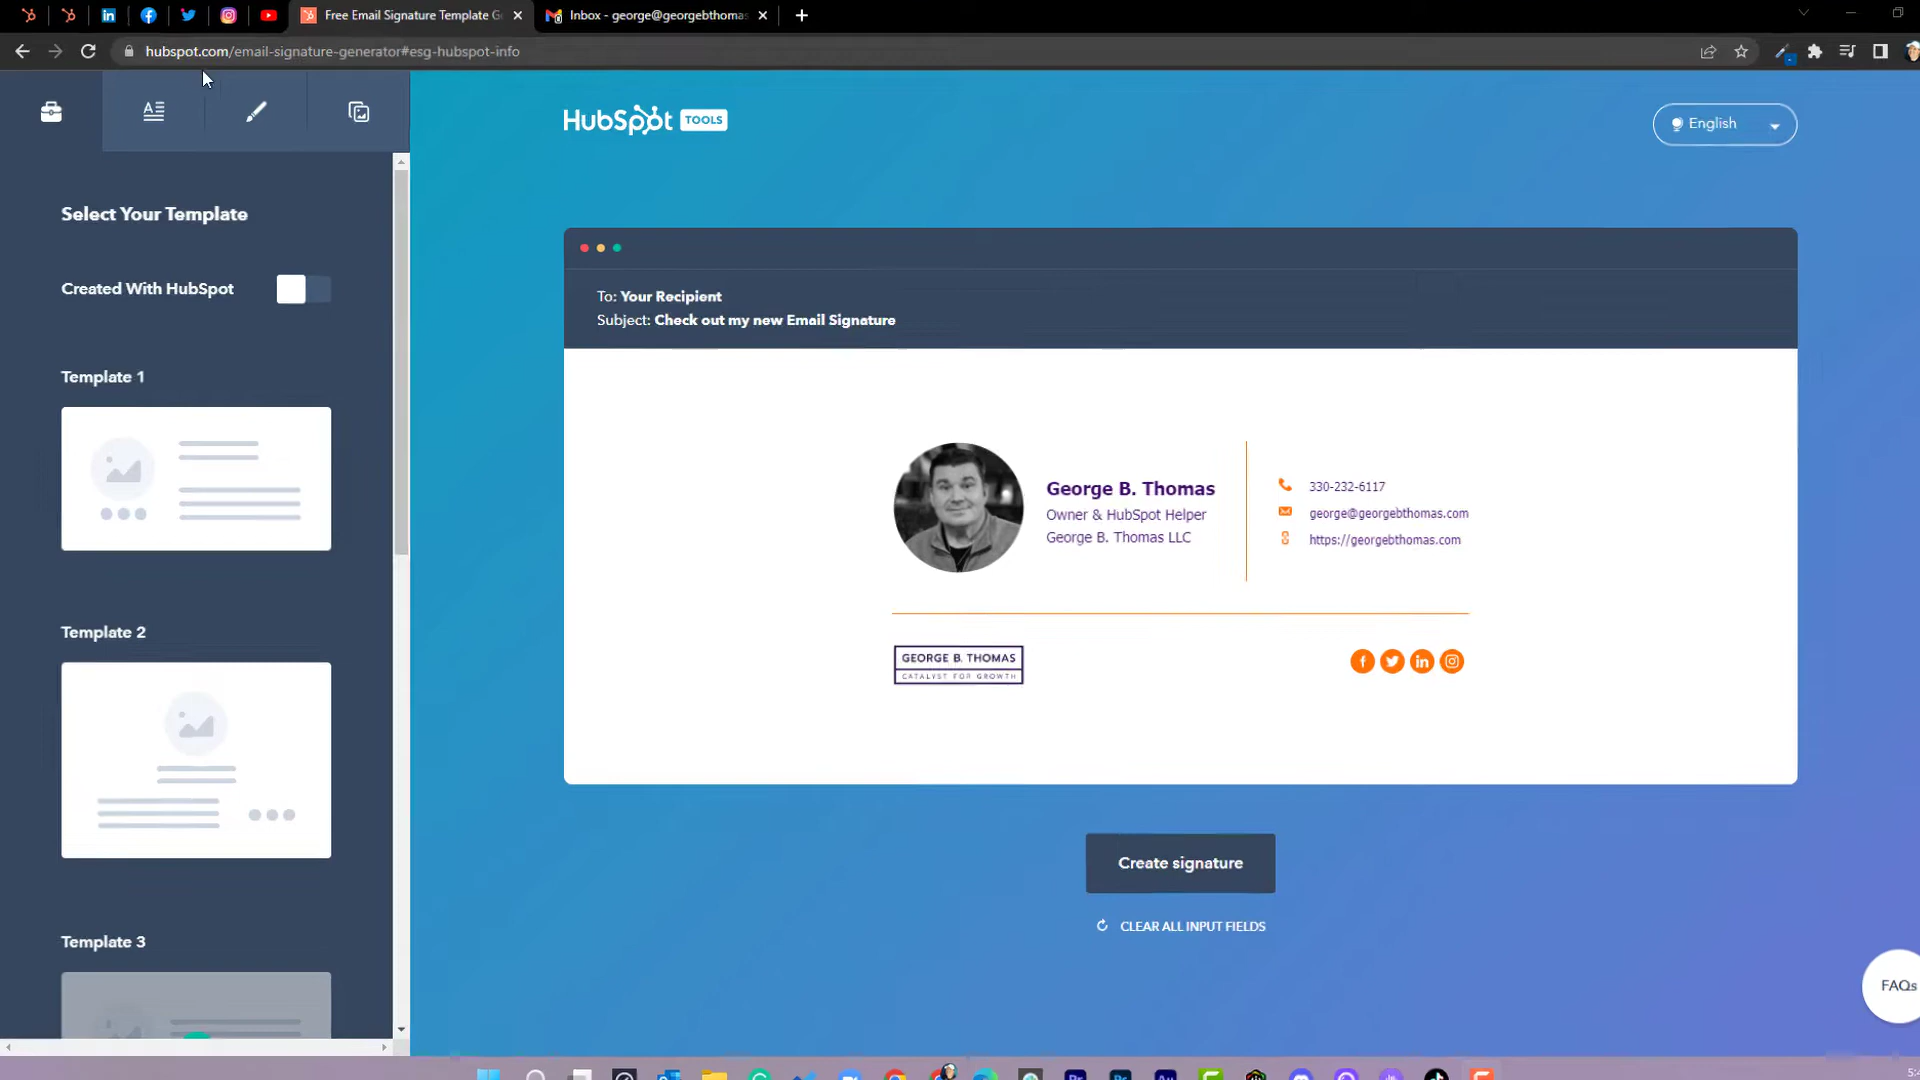 Free Email Signature Template G
Inbox - george@georgebthomas
hubspot.com/email-signature-generator#esg-hubspot-info
HubSpot TOOLS
English
Select Your Template
Created With HubSpot
Template 1
Template 2
Template 3
To: Your Recipient
Subject: Check out my new Email Signature
George B. Thomas
Owner & HubSpot Helper
George B. Thomas LLC
330-232-6117
george@georgebthomas.com
https://georgebthomas.com
GEORGE B. THOMAS
CATALYST FOR GROWTH
Create signature
CLEAR ALL INPUT FIELDS
FAQs